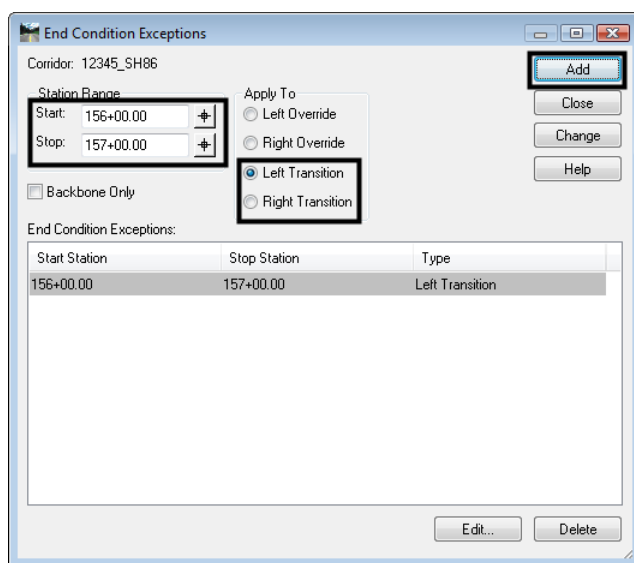 End Condition Exceptions
Corridor: 12345_SH86
Add
Station Range
Apply To
Start: 156+00.00
Left Override
Close
Stop: 157+00.00
Right Override
Change
Left Transition
Help
Backbone Only
Right Transition
End Condition Exceptions:
Start Station Stop Station Type
156+00.00 157+00.00 Left Transition
Edit... Delete